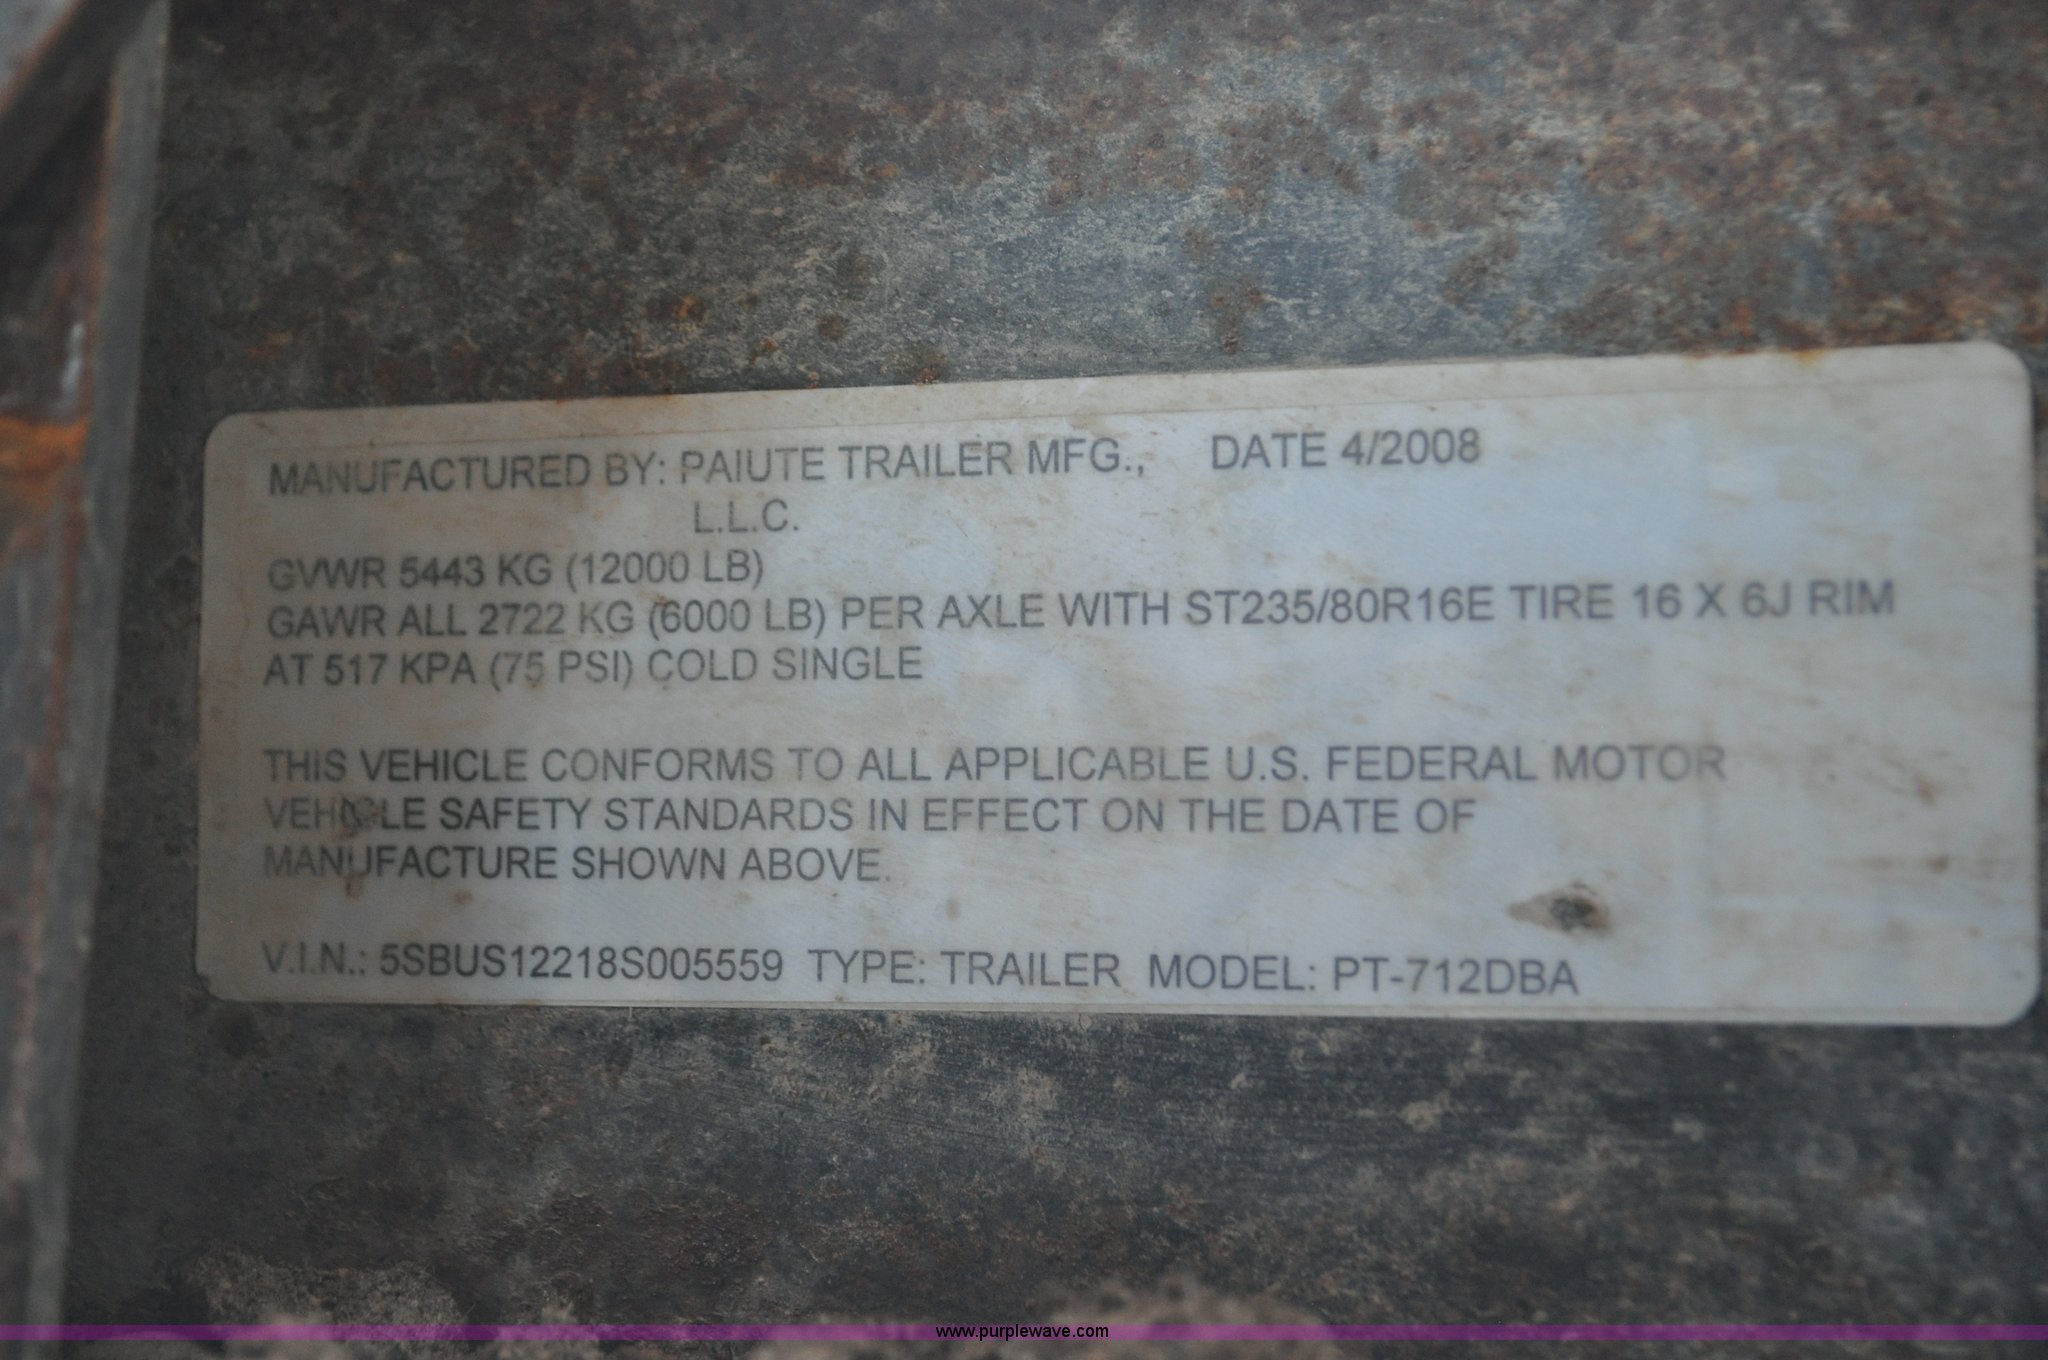 MANUFACTURED BY: PAIUTE TRAILER MFG., DATE 4/2008
L.L.C.
GVWR 5443 KG (12000 LB)
GAWR ALL 2722 KG (6000 LB) PER AXLE WITH ST235/80R16E TIRE 16 X 6J RIM
AT 517 KPA (75 PSI) COLD SINGLE
THIS VEHICLE CONFORMS TO ALL APPLICABLE U.S. FEDERAL MOTOR
VEHICLE SAFETY STANDARDS IN EFFECT ON THE DATE OF
MANUFACTURE SHOWN ABOVE.
V.I.N.: 5SBUS12218S005559 TYPE: TRAILER MODEL: PT-712DBA
www.purplewave.com